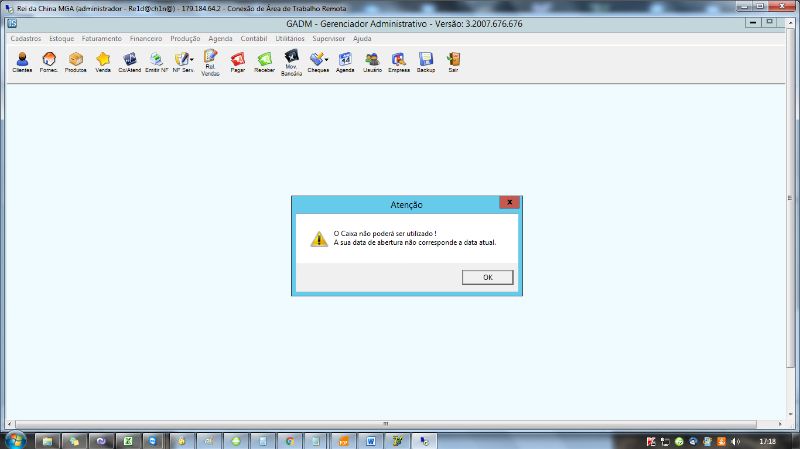 Rei da China MGA (administrador - Re1d@ch1n@) - 179.184.64.2 - Conexão de Área de Trabalho Remota
GADM - Gerenciador Administrativo - Versão: 3.2007.676.676
Cadastros Estoque Faturamento Financeiro Produção Agenda Contábil Utilitários Supervisor Ajuda
Clientes Fornec. Produtos Venda Cx/Atend Emitir NF NF Serv. Rel. Vendas Pagar Receber Mov. Bancária Cheques Agenda Usuário Empresa Backup Sair
Atenção
O Caixa não poderá ser utilizado !
A sua data de abertura não corresponde a data atual.
OK
17:18